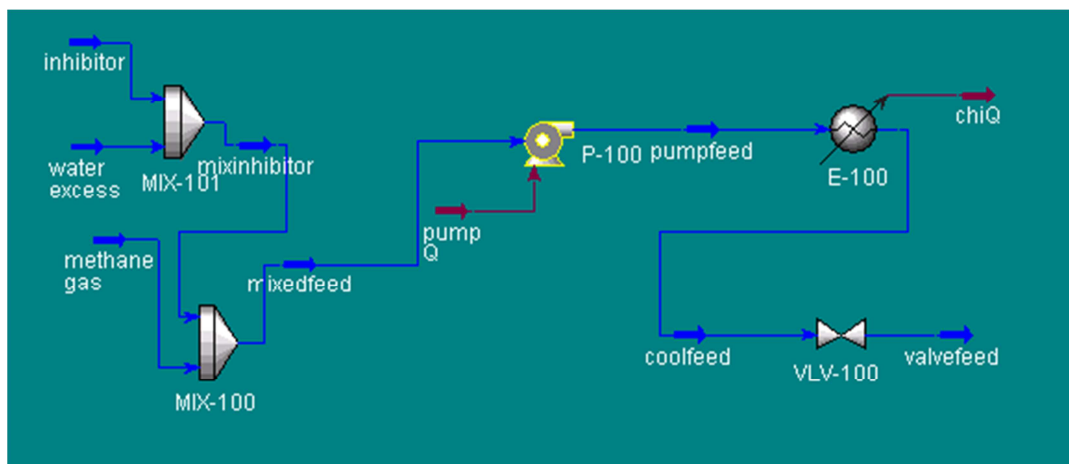 inhibitor
water
excess
MIX-101
mixinhibitor
methane
gas
MIX-100
mixedfeed
pump
Q
P-100
pumpfeed
E-100
chiQ
coolfeed
VLV-100
valvefeed